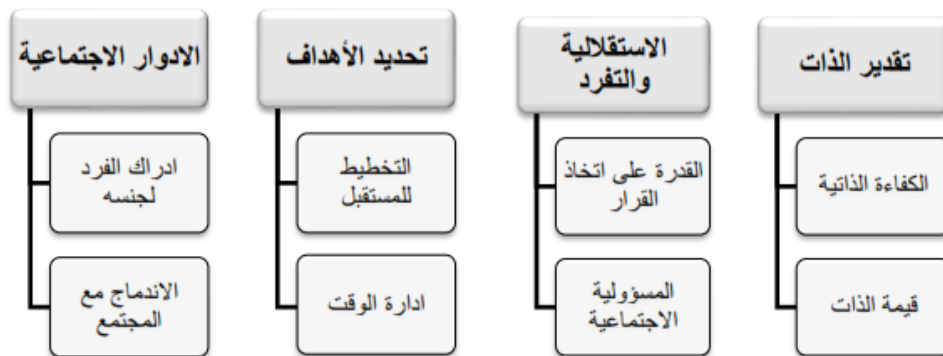 تقدير الذات
الكفاءة الذاتية
قيمة الذات
الاستقلالية
والتفرد
القدرة على اتخاذ
القرار
المسؤولية
الاجتماعية
تحديد الأهداف
التخطيط
للمستقبل
ادارة الوقت
الادوار الاجتماعية
ادراك الفرد
لجنسه
الاندماج مع
المجتمع